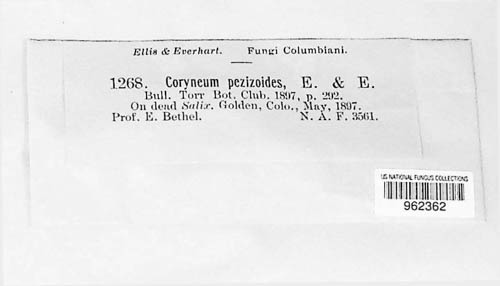 Ellis & Everhart. Fungi Columbiani.
1268. Coryneum pezizoides, E. & E.
Bull. Torr Bot. Club. 1897, p. 292.
On dead Salix. Golden, Colo., May, 1897.
Prof. E. Bethel. N. A. F. 3561.
US NATIONAL FUNGUS COLLECTIONS
962362